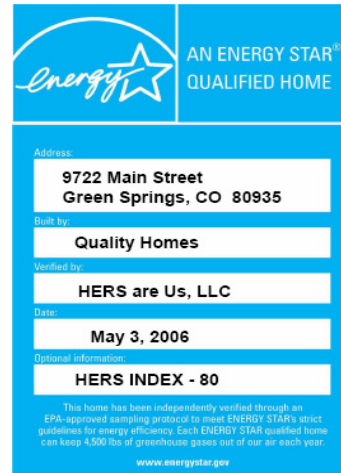 energy
AN ENERGY STAR®
QUALIFIED HOME
Address:
9722 Main Street
Green Springs, CO 80935
Built by:
Quality Homes
Verified by:
HERS are Us, LLC
Date:
May 3, 2006
Optional information:
HERS INDEX - 80
This home has been independently verified through an
EPA-approved sampling protocol to meet ENERGY STAR's strict
guidelines for energy efficiency. Each ENERGY STAR qualified home
can keep 4,500 lbs of greenhouse gases out of our air each year.
www.energystar.gov